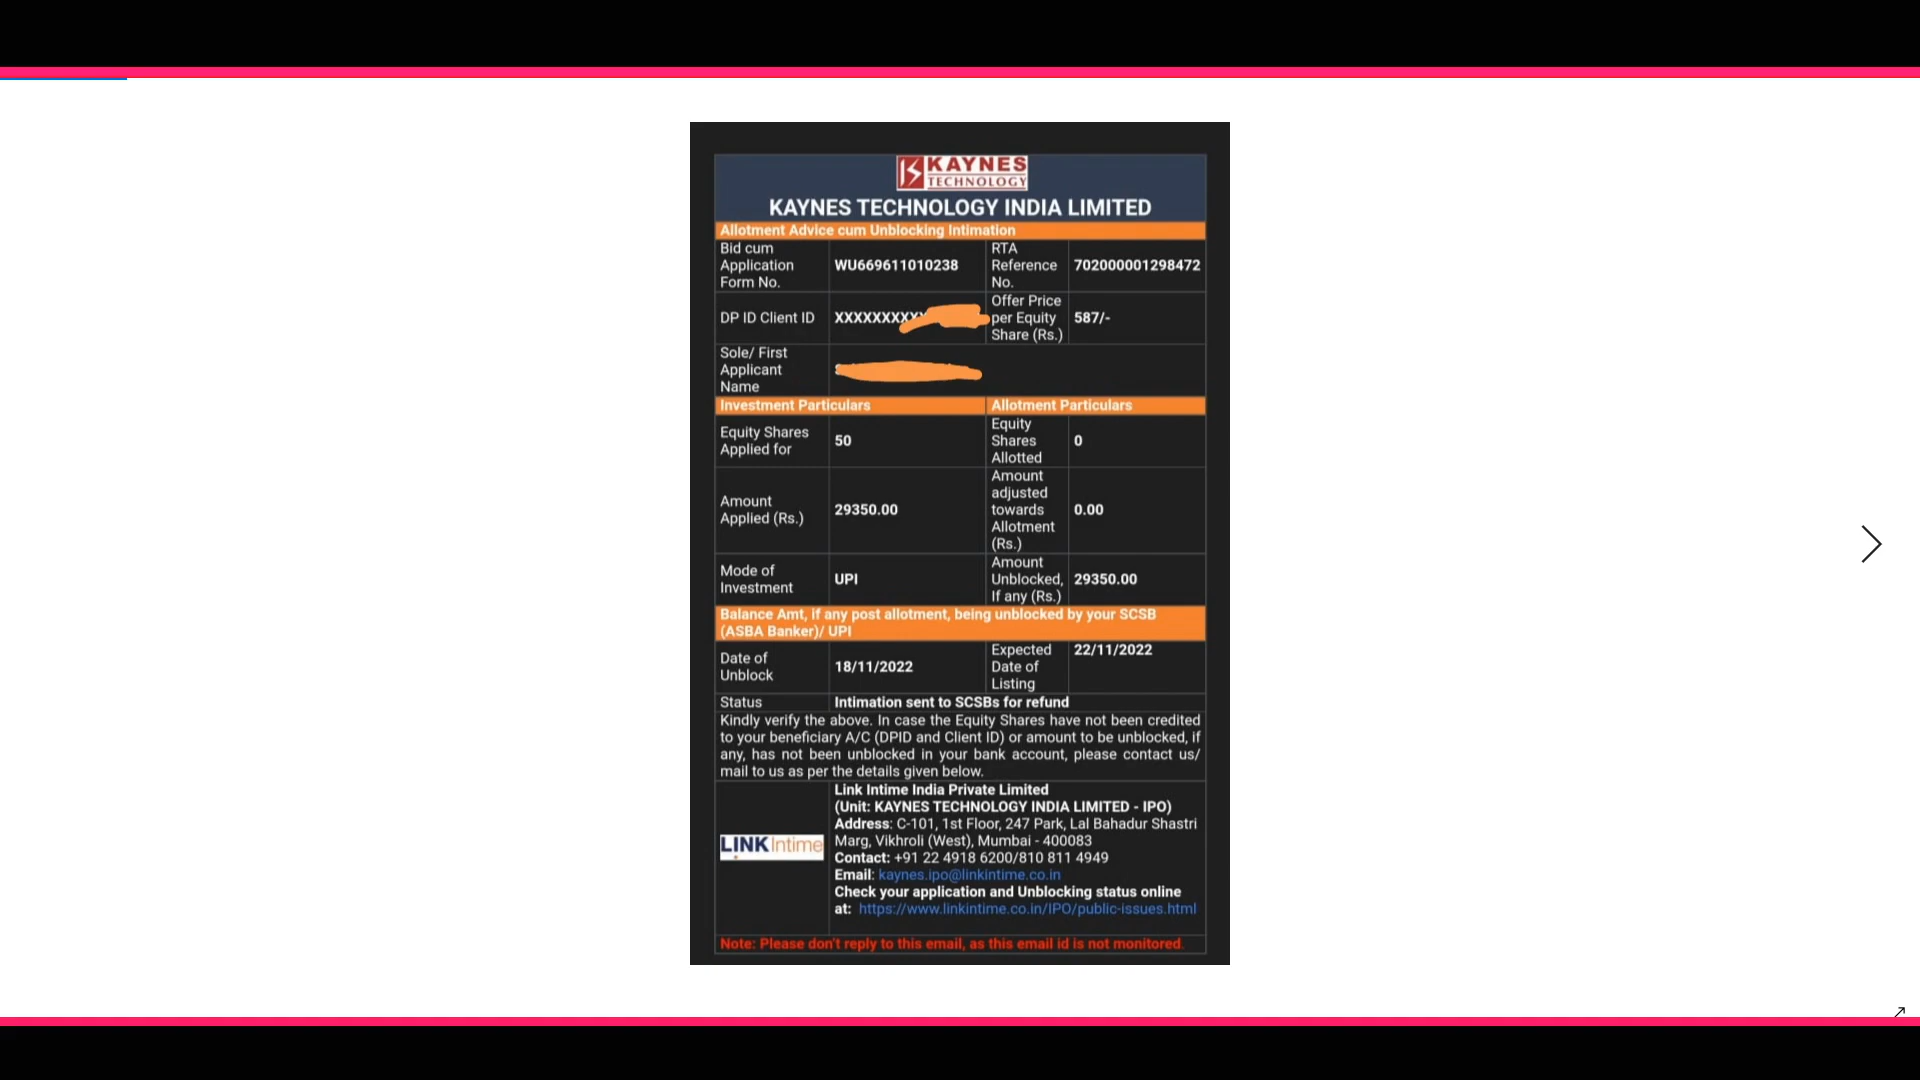 KAYNES
TECHNOLOGY
KAYNES TECHNOLOGY INDIA LIMITED
Allotment Advice cum Unblocking Intimation
Bid cum
Application
Form No.
WU669611010238
RTA
Reference
No.
702000001298472
DP ID Client ID
XXXXXXXXX
Offer Price
per Equity
Share (Rs.)
587/-
Sole/ First
Applicant
Name
Investment Particulars
Allotment Particulars
Equity Shares
Applied for
50
Equity
Shares
Allotted
0
Amount
Applied (Rs.)
29350.00
Amount
adjusted
towards
Allotment
(Rs.)
0.00
Mode of
Investment
UPI
Amount
Unblocked,
If any (Rs.)
29350.00
Balance Amt, if any post allotment, being unblocked by your SCSB
(ASBA Banker)/ UPI
Date of
Unblock
18/11/2022
Expected
Date of
Listing
22/11/2022
Status
Intimation sent to SCSBs for refund
Kindly verify the above. In case the Equity Shares have not been credited
to your beneficiary A/C (DPID and Client ID) or amount to be unblocked, if
any, has not been unblocked in your bank account, please contact us/
mail to us as per the details given below.
LINKIntime
Link Intime India Private Limited
(Unit: KAYNES TECHNOLOGY INDIA LIMITED - IPO)
Address: C-101, 1st Floor, 247 Park, Lal Bahadur Shastri
Marg, Vikhroli (West), Mumbai - 400083
Contact: +91 22 4918 6200/810 811 4949
Email: kaynes.ipo@linkintime.co.in
Check your application and Unblocking status online
at: https://www.linkintime.co.in/IPO/public-issues.html
Note: Please don't reply to this email, as this email id is not monitored.